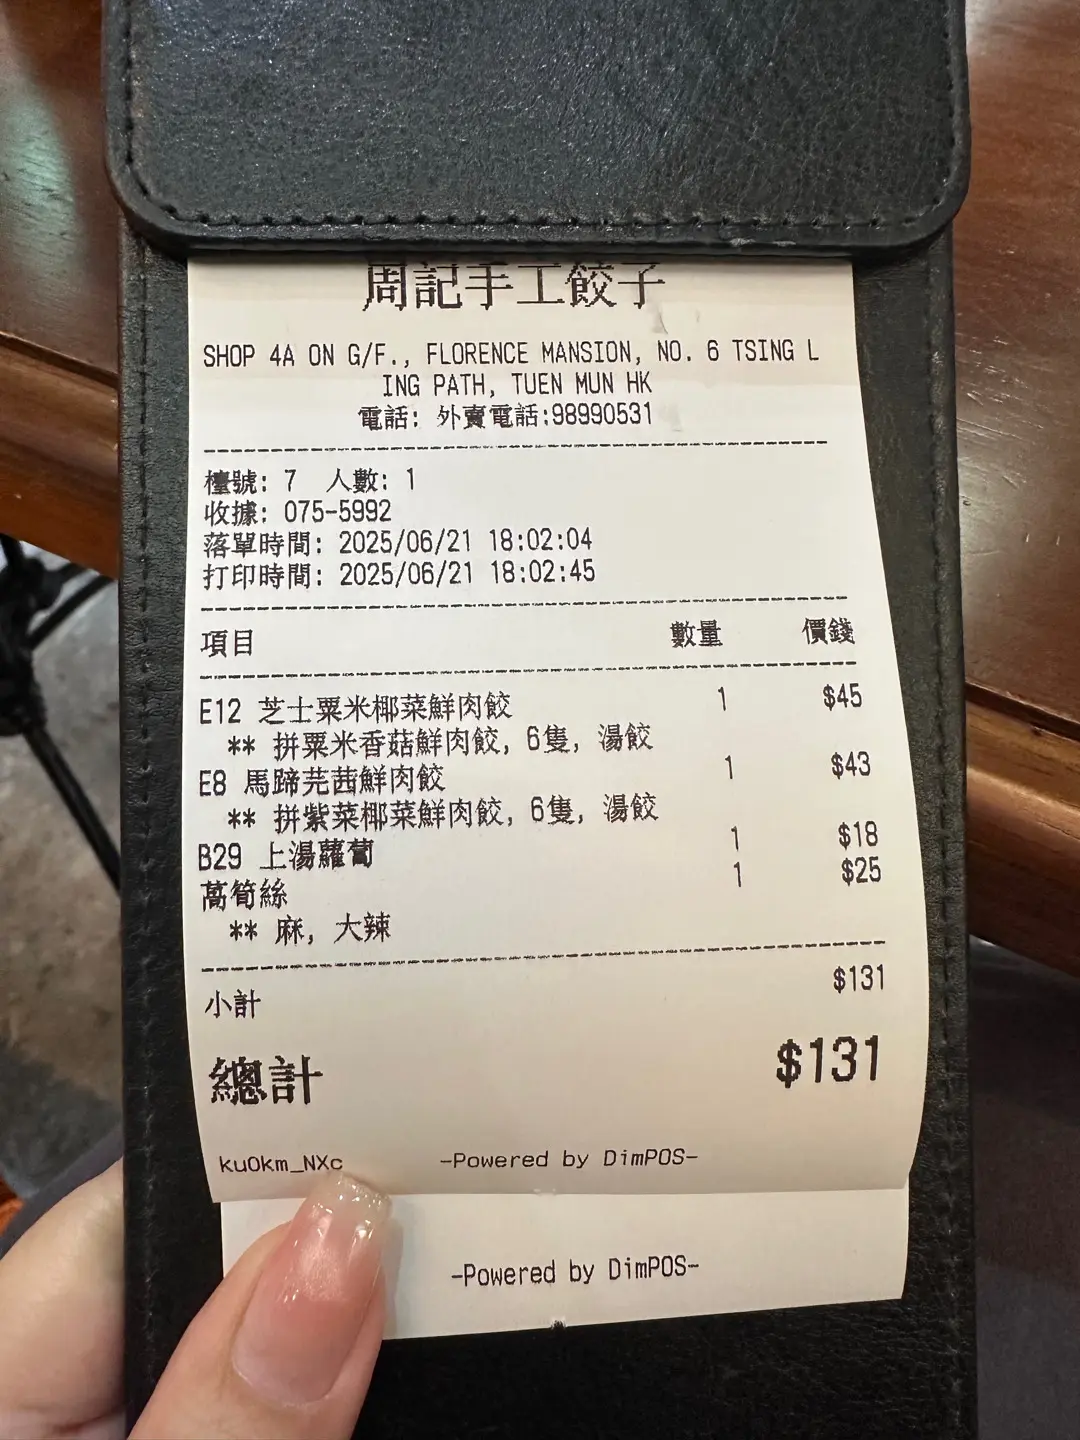 周記手工餃子
SHOP 4A ON G/F., FLORENCE MANSION, NO. 6 TSING L
ING PATH, TUEN MUN HK
電話: 外賣電話:98990531
檯號: 7 人數: 1
收據: 075-5992
落單時間: 2025/06/21 18:02:04
打印時間: 2025/06/21 18:02:45
項目 數量 價錢
E12 芝士粟米椰菜鮮肉餃 1 $45
** 拼粟米香菇鮮肉餃, 6隻, 湯餃
E8 馬蹄芫茜鮮肉餃 1 $43
** 拼紫菜椰菜鮮肉餃, 6隻, 湯餃
B29 上湯蘿蔔 1 $18
萵筍絲 1 $25
** 麻, 大辣
小計 $131
總計 $131
ku0km_NXc -Powered by DimPOS-
-Powered by DimPOS-